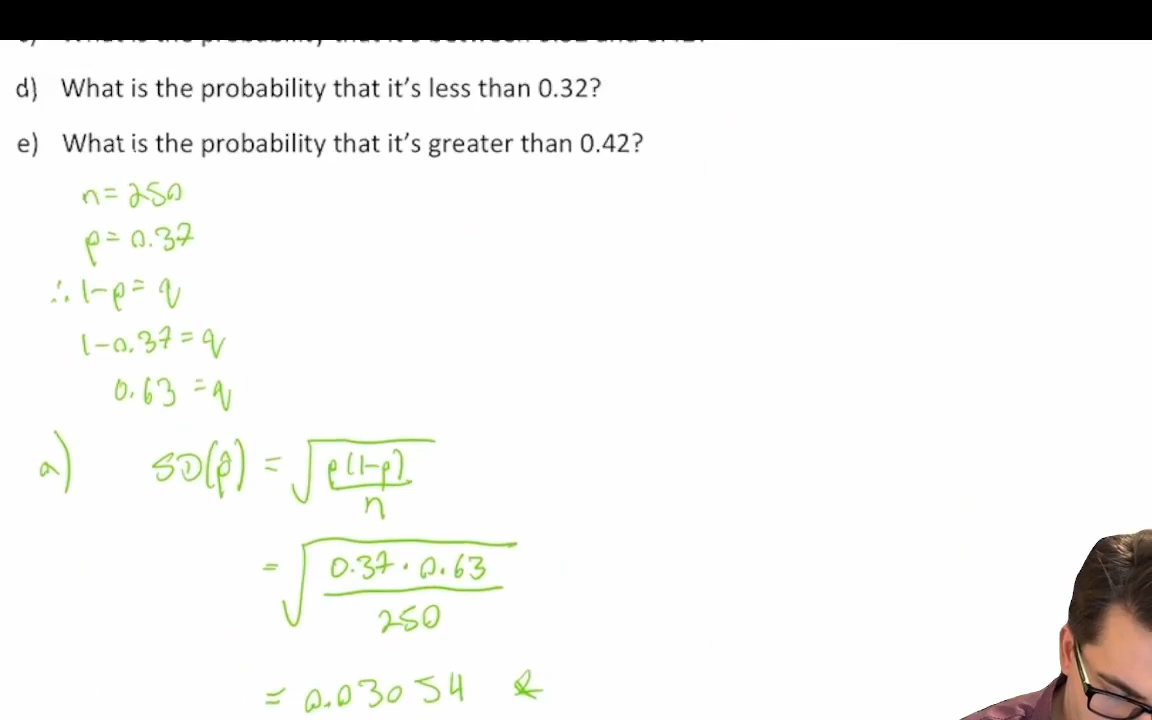 d) What is the probability that it's less than 0.32?
e) What is the probability that it's greater than 0.42?
n = 250
p = 0.37
∴ 1-p = q
1-0.37 = q
0.63 = q
a) SD(p̂) = √(p(1-p)/n)
= √(0.37 · 0.63/250)
= 0.03054